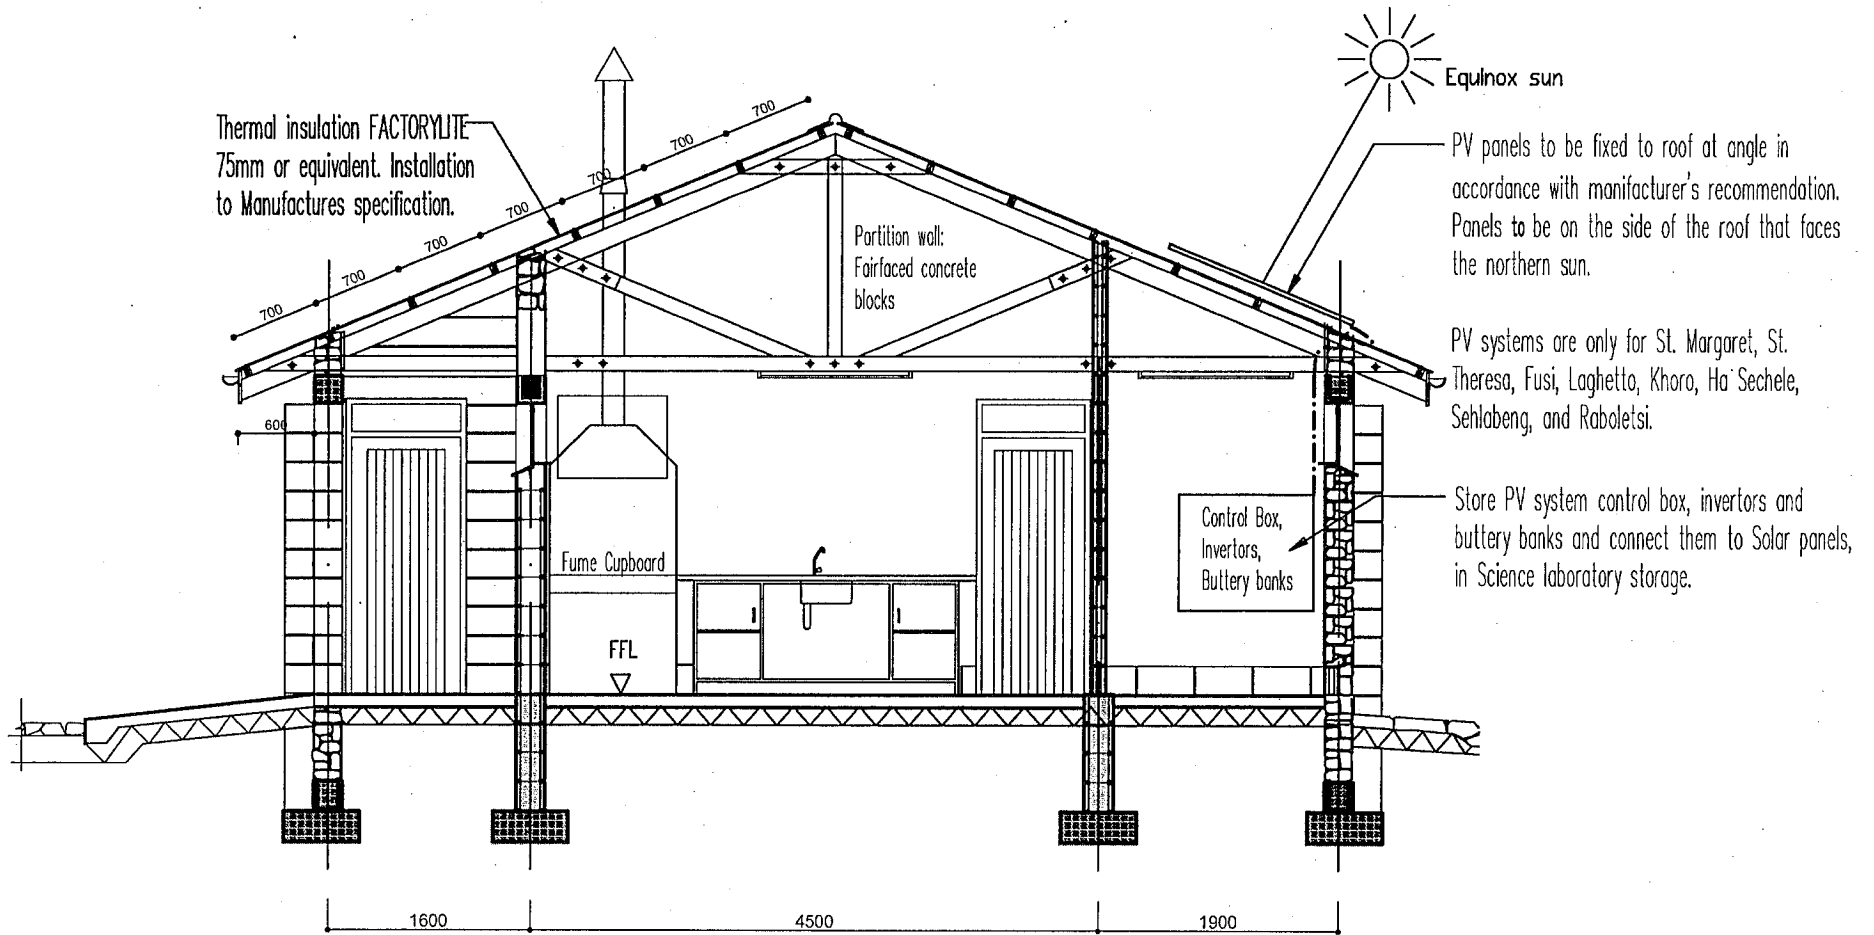 Equinox sun
Thermal insulation FACTORYLITE
75mm or equivalent. Installation
to Manufactures specification.
700
700
700
700
700
700
700
PV panels to be fixed to roof at angle in
accordance with manifacturer's recommendation.
Panels to be on the side of the roof that faces
the northern sun.
Partition wall:
Fairfaced concrete
blocks
PV systems are only for St. Margaret, St.
Theresa, Fusi, Laghetto, Khoro, Ha Sechele,
Sehlabeng, and Raboletsi.
600
Store PV system control box, invertors and
buttery banks and connect them to Solar panels,
in Science laboratory storage.
Control Box,
Invertors,
Buttery banks
Fume Cupboard
FFL
1600
4500
1900